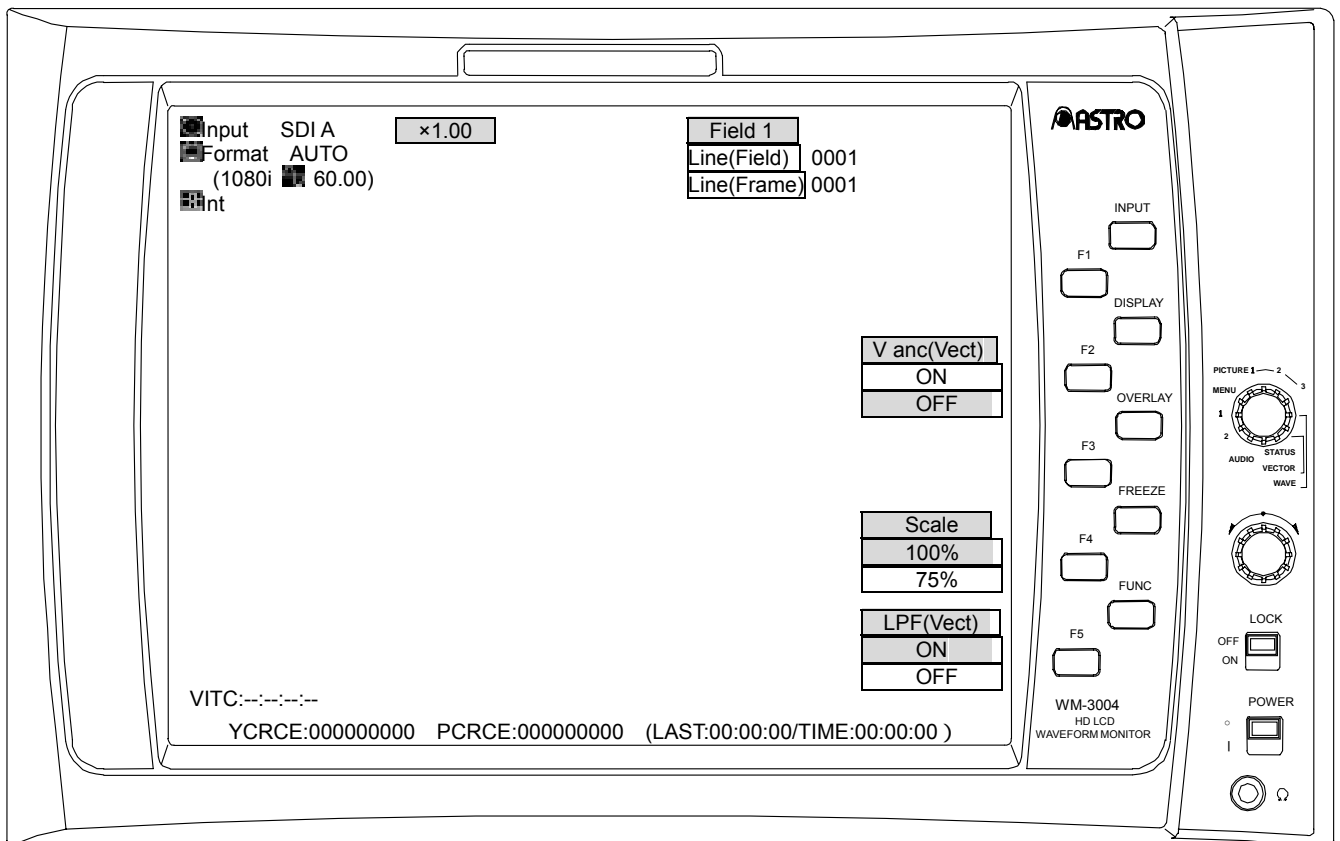 Input SDI A ×1.00 Field 1
Format AUTO Line(Field) 0001
(1080i 60.00) Line(Frame) 0001
Int
V anc(Vect)
ON
OFF
Scale
100%
75%
LPF(Vect)
ON
OFF
VITC:--:--:--:--
YCRCE:000000000 PCRCE:000000000 (LAST:00:00:00/TIME:00:00:00 )
ASTRO
INPUT
F1
DISPLAY
F2
OVERLAY
F3
FREEZE
F4
FUNC
F5
WM-3004
HD LCD
WAVEFORM MONITOR
PICTURE 1 2 3
MENU
1
2
AUDIO
STATUS
VECTOR
WAVE
LOCK
OFF
ON
POWER
○
|